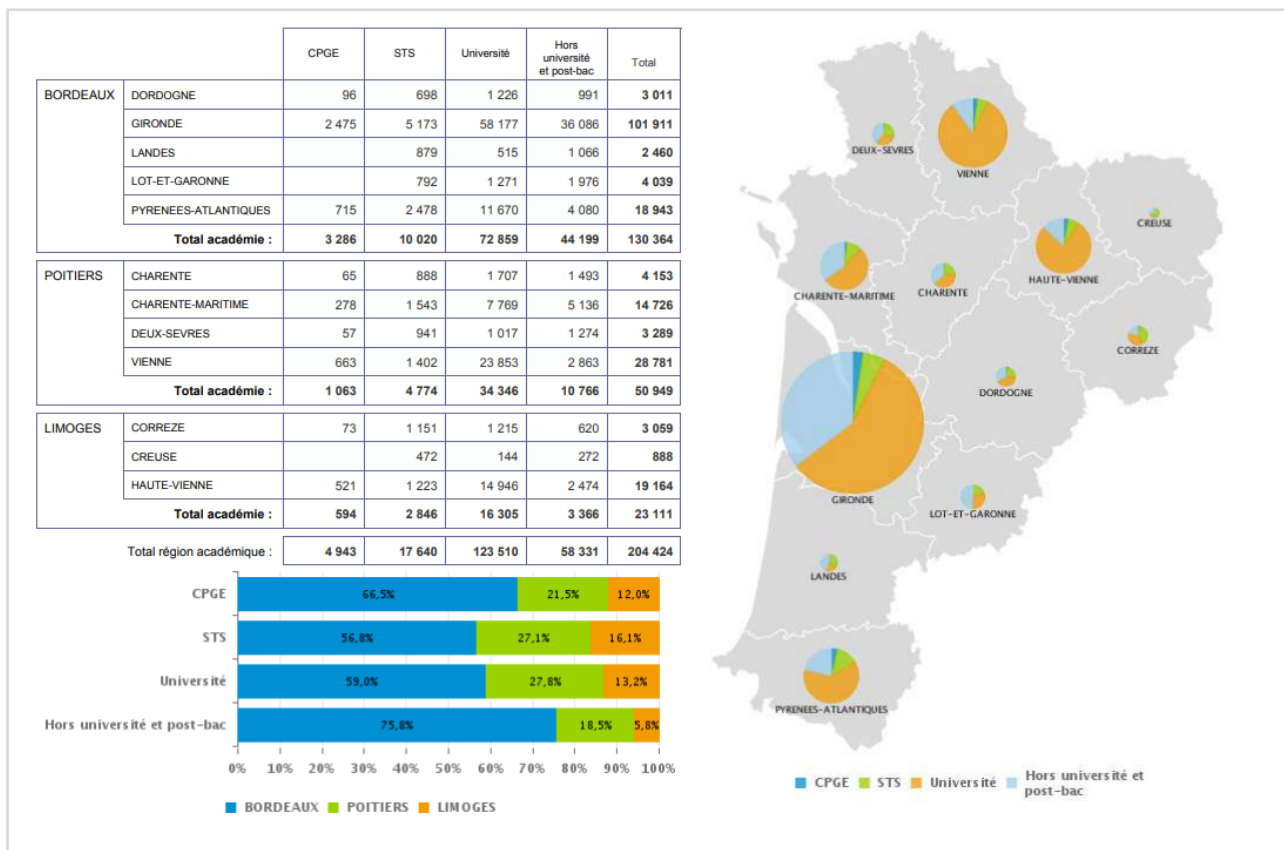 CPGE STS Université Hors université et post-bac Total
BORDEAUX DORDOGNE 96 698 1 226 991 3 011
GIRONDE 2 475 5 173 58 177 36 086 101 911
LANDES 879 515 1 066 2 460
LOT-ET-GARONNE 792 1 271 1 976 4 039
PYRENEES-ATLANTIQUES 715 2 478 11 670 4 080 18 943
Total académie : 3 286 10 020 72 859 44 199 130 364
POITIERS CHARENTE 65 888 1 707 1 493 4 153
CHARENTE-MARITIME 278 1 543 7 769 5 136 14 726
DEUX-SEVRES 57 941 1 017 1 274 3 289
VIENNE 663 1 402 23 853 2 863 28 781
Total académie : 1 063 4 774 34 346 10 766 50 949
LIMOGES CORREZE 73 1 151 1 215 620 3 059
CREUSE 472 144 272 888
HAUTE-VIENNE 521 1 223 14 946 2 474 19 164
Total académie : 594 2 846 16 305 3 366 23 111
Total région académique : 4 943 17 640 123 510 58 331 204 424
CPGE 66,5% 21,5% 12,0%
STS 56,8% 27,1% 16,1%
Université 59,0% 27,8% 13,2%
Hors université et post-bac 75,8% 18,5% 5,8%
0% 10% 20% 30% 40% 50% 60% 70% 80% 90% 100%
BORDEAUX POITIERS LIMOGES
DEUX-SEVRES
VIENNE
CREUSE
HAUTE-VIENNE
CHARENTE-MARITIME
CHARENTE
CORREZE
DORDOGNE
GIRONDE
LOT-ET-GARONNE
LANDES
PYRENEES-ATLANTIQUES
CPGE STS Université Hors université et
post-bac